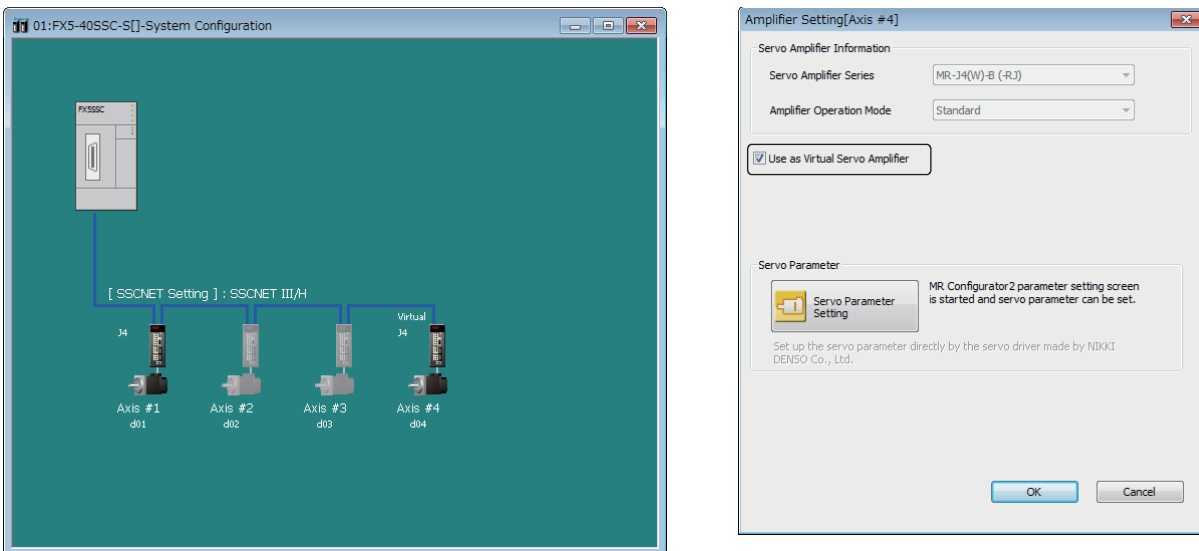 01:FX5-40SSC-S[]-System Configuration
FX5SSC
[ SSCNET Setting ] : SSCNET III/H
Virtual
J4
J4
Axis #1
Axis #2
Axis #3
Axis #4
d01
d02
d03
d04
Amplifier Setting[Axis #4]
Servo Amplifier Information
Servo Amplifier Series
MR-J4(W)-B (-RJ)
Amplifier Operation Mode
Standard
Use as Virtual Servo Amplifier
Servo Parameter
Servo Parameter
Setting
MR Configurator2 parameter setting screen
is started and servo parameter can be set.
Set up the servo parameter directly by the servo driver made by NIKKI
DENSO Co., Ltd.
OK
Cancel